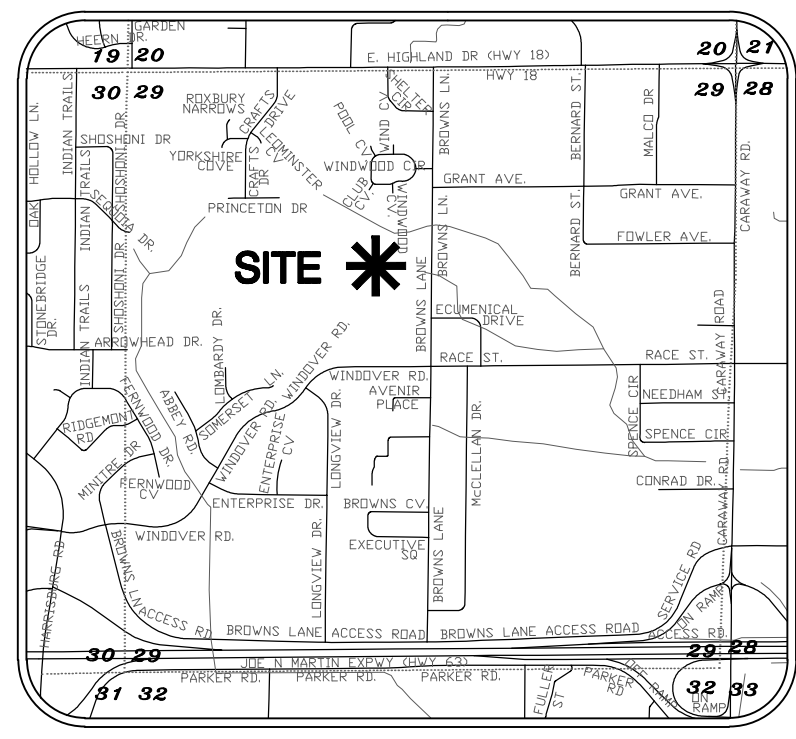 GARDEN
HEERN DR.
19 20
20 21
E. HIGHLAND DR (HWY 18)
HWY 18
30 29
29 28
HOLLOW LN.
INDIAN TRAILS
SHOSHONI DR
SHOSHONI DR.
ROXBURY
NARROWS
CRAFTS
DRIVE
SHELTER
CIR
POOL CV.
WIND CV.
BROWNS LN.
BERNARD ST.
MALCO DR
CARAWAY RD.
YORKSHIRE
COVE
LEDMINSTER
CV
CRAFTS
DR
WINDWOOD CIR
CLUB
CV.
WINDWOOD
CV.
GRANT AVE.
GRANT AVE.
PRINCETON DR
OAK
INDIAN TRAILS
SEQUOIA DR.
BROWNS LN.
BERNARD ST.
FOWLER AVE.
SITE
STONEBRIDGE
DR.
SHOSHONI DR.
INDIAN TRAILS
BROWNS LANE
ECUMENICAL
DRIVE
CARAWAY ROAD
ARROWHEAD DR.
LOMBARDY DR.
WINDOVER RD.
RACE ST.
RACE ST.
WINDOVER RD.
SOMERSET LN.
FERNWOOD DR.
ABBEY RD.
AVENIR
PLACE
SPENCE CIR
NEEDHAM ST.
RIDGEMONT
RD
WINDOVER RD.
ENTERPRISE
CV
LONGVIEW DR.
McCLELLAN DR.
SPENCE CIR
MINITRE DR
FERNWOOD
CV
CONRAD DR.
CARAWAY RD
ENTERPRISE DR.
BROWNS CV.
WINDOVER RD.
EXECUTIVE
SQ
HARRISBURG RD
BROWNS LN
LONGVIEW DR.
BROWNS LANE
SERVICE RD
ON RAMP
ACCESS RD
BROWNS LANE ACCESS ROAD
BROWNS LANE ACCESS ROAD
ACCESS RD.
30 29
29 28
JOE N MARTIN EXPWY (HWY 63)
PARKER RD.
PARKER RD.
PARKER RD.
FULLER
ST
PARKER
RD
OFF RAMP
31 32
32 33
ON
RAMP